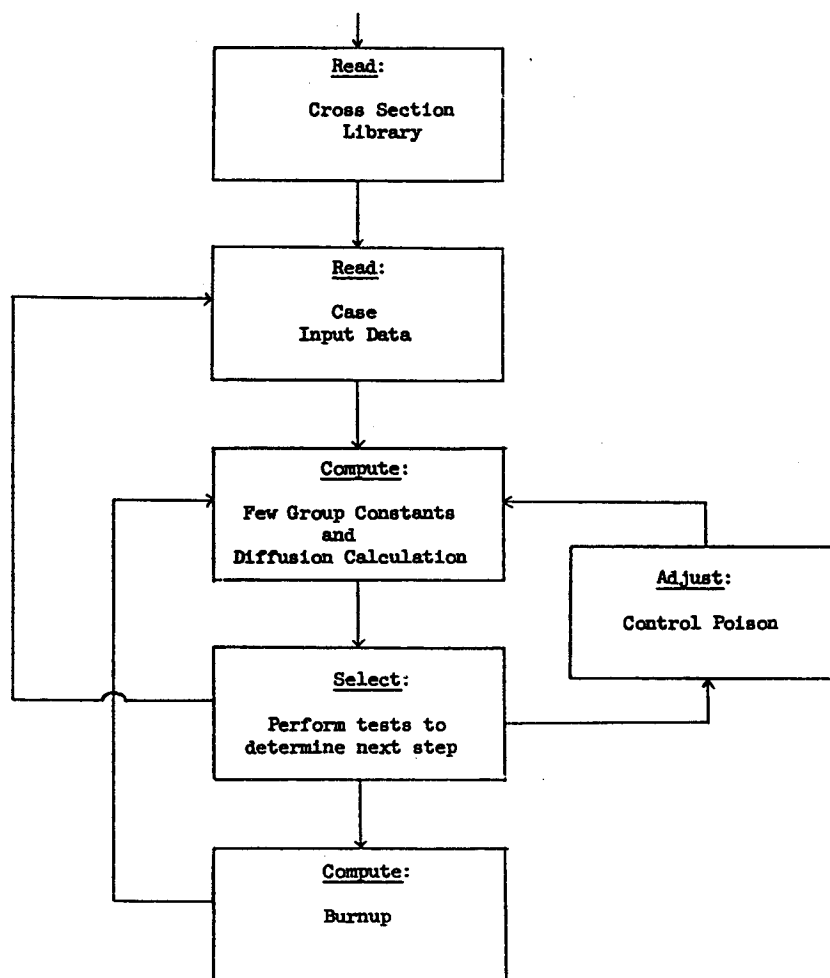 Read:
Cross Section
Library
Read:
Case
Input Data
Compute:
Few Group Constants
and
Diffusion Calculation
Adjust:
Control Poison
Select:
Perform tests to
determine next step
Compute:
Burnup